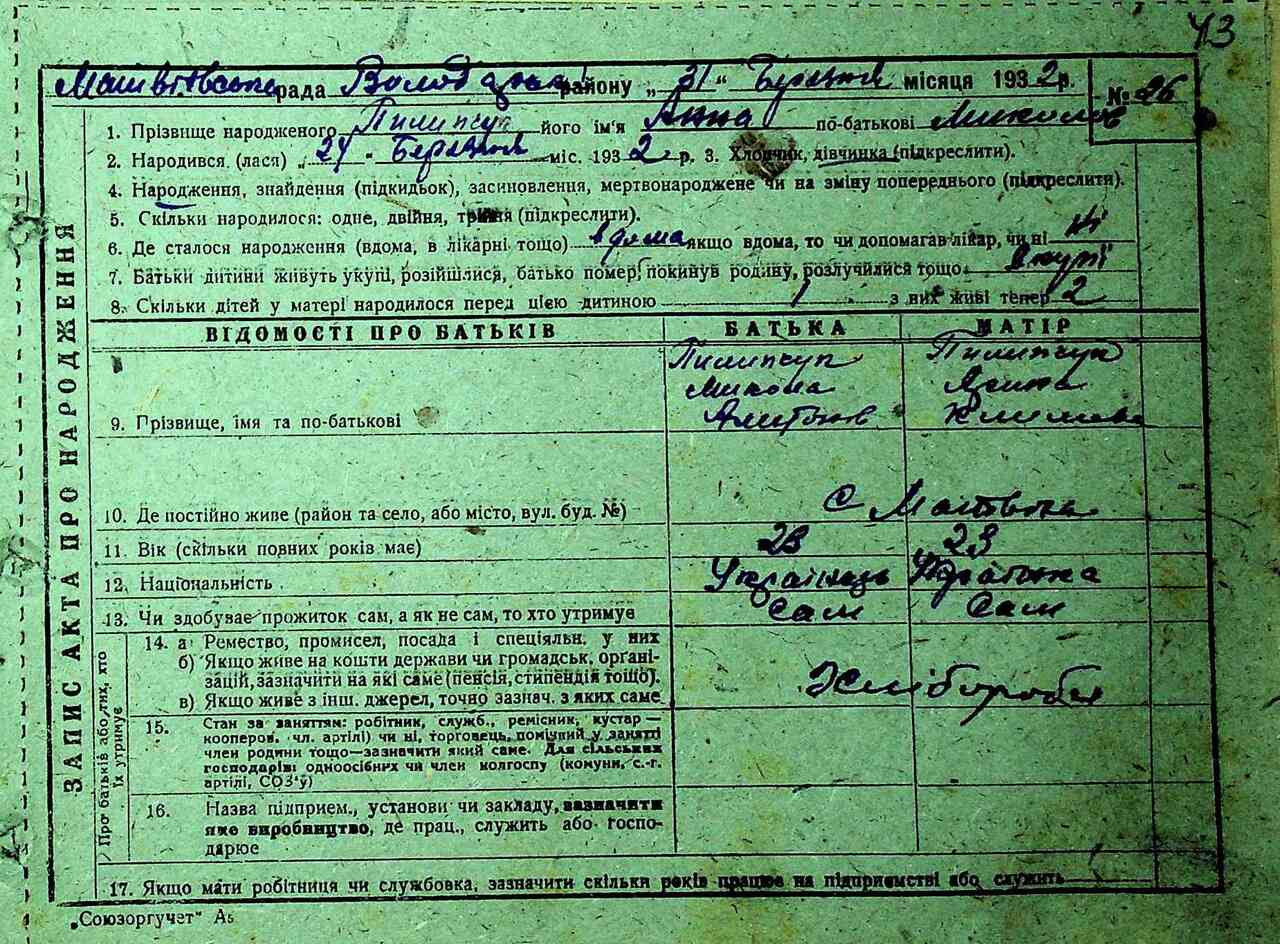 43
рада Володарськ району „31" Березня місяця 1932р. № 26
1. Прізвище народженого Пилипчук його ім'я Анна по-батькові Миколов
2. Народився (лася) „24" Березня міс. 1932 р. 3. Хлопчик, дівчинка (підкреслити).
4. Народження, знайдення (підкидьок), засиновлення, мертвонароджене чи на зміну попереднього (підкреслити).
5. Скільки народилося: одне, двійня, трійня (підкреслити).
6. Де сталося народження (вдома, в лікарні тощо) вдома якщо вдома, то чи допомагав лікар, чи ні ні
7. Батьки дитини живуть укупі, розійшлися, батько помер, покинув родину, розлучилися тощо. Вкупі
8. Скільки дітей у матері народилося перед цією дитиною 1 з них живі тепер 2
ЗАПИС АКТА ПРО НАРОДЖЕННЯ
ВІДОМОСТІ ПРО БАТЬКІВ БАТЬКА МАТІР
Пилипчук Пилипчук
Микола
9. Прізвище, імя та по-батькові Антонов
10. Де постійно живе (район та село, або місто, вул. буд. №) с
11. Вік (скільки повних років має) 23 23
12. Національність Українець Українка
13. Чи здобуває прожиток сам, а як не сам, то хто утримує Сам Сам
Про батьків або тих, хто їх утримує
14. а) Ремество, промисел, посада і спеціяльн. у них
б) Якщо живе на кошти держави чи громадськ. органі-
зацій, зазначити на які саме (пенсія, стипендія тощо).
в) Якщо живе з інш. джерел, точно зазнач. з яких саме
Хлібороби
15. Стан за заняттям: робітник, служб., ремісник, кустар —
кооперов. чл. артілі) чи ні, торговець, помічний у занятті
член родини тощо—зазначити який саме. Для сільських
господарів: одноосібних чи член колгоспу (комуни, с.-г.
артілі, СОЗ'у)
16. Назва підприєм., установи чи закладу, зазначити
яке виробництво, де прац., служить або госпо-
дарює
17. Якщо мати робітниця чи службовка, зазначити скільки років працює на підприємстві або служить
„Союзоргучет" А5